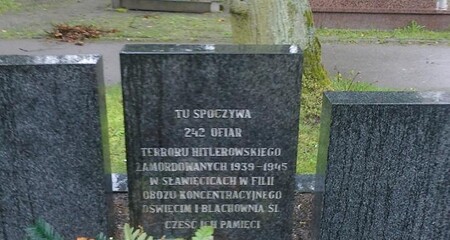 TU SPOCZYWA
242 OFIAR
TERRORU HITLEROWSKIEGO
ZAMORDOWANYCH 1939-1945
W SŁAWIĘCICACH W FILII
OBOZU KONCENTRACYJNEGO
OŚWIĘCIM I BLACHOWNIA ŚL.
CZEŚĆ ICH PAMIĘCI